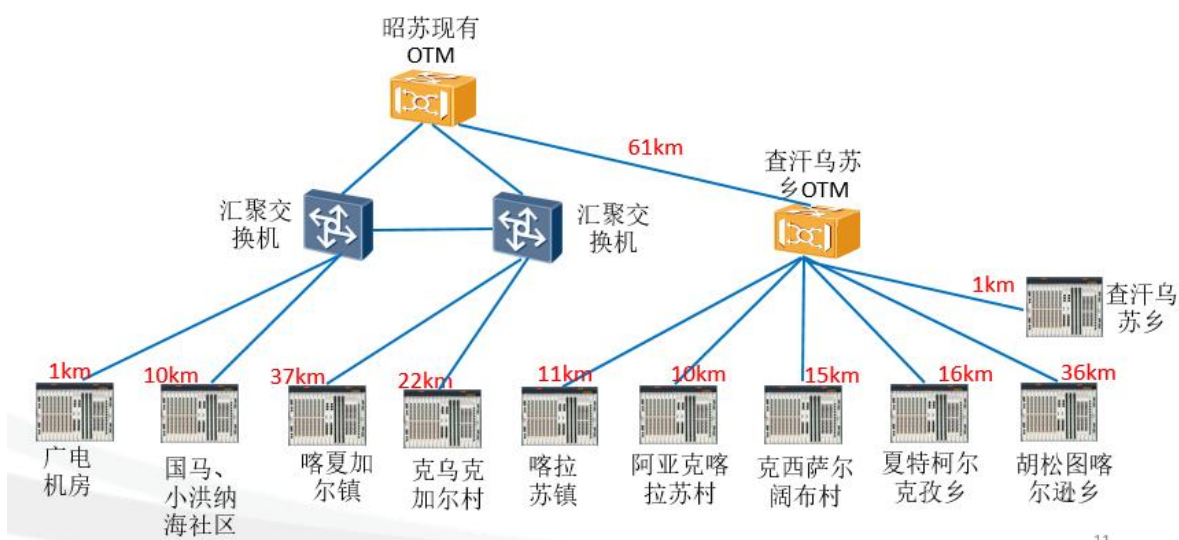 昭苏现有
OTM
61km
查汗乌苏
乡OTM
汇聚交
换机
汇聚交
换机
1km
查汗乌
苏乡
1km
10km
37km
22km
11km
10km
15km
16km
36km
广电
机房
国马、
小洪纳
海社区
喀夏加
尔镇
克乌克
加尔村
喀拉
苏镇
阿亚克喀
拉苏村
克西萨尔
阔布村
夏特柯尔
克孜乡
胡松图喀
尔逊乡
11